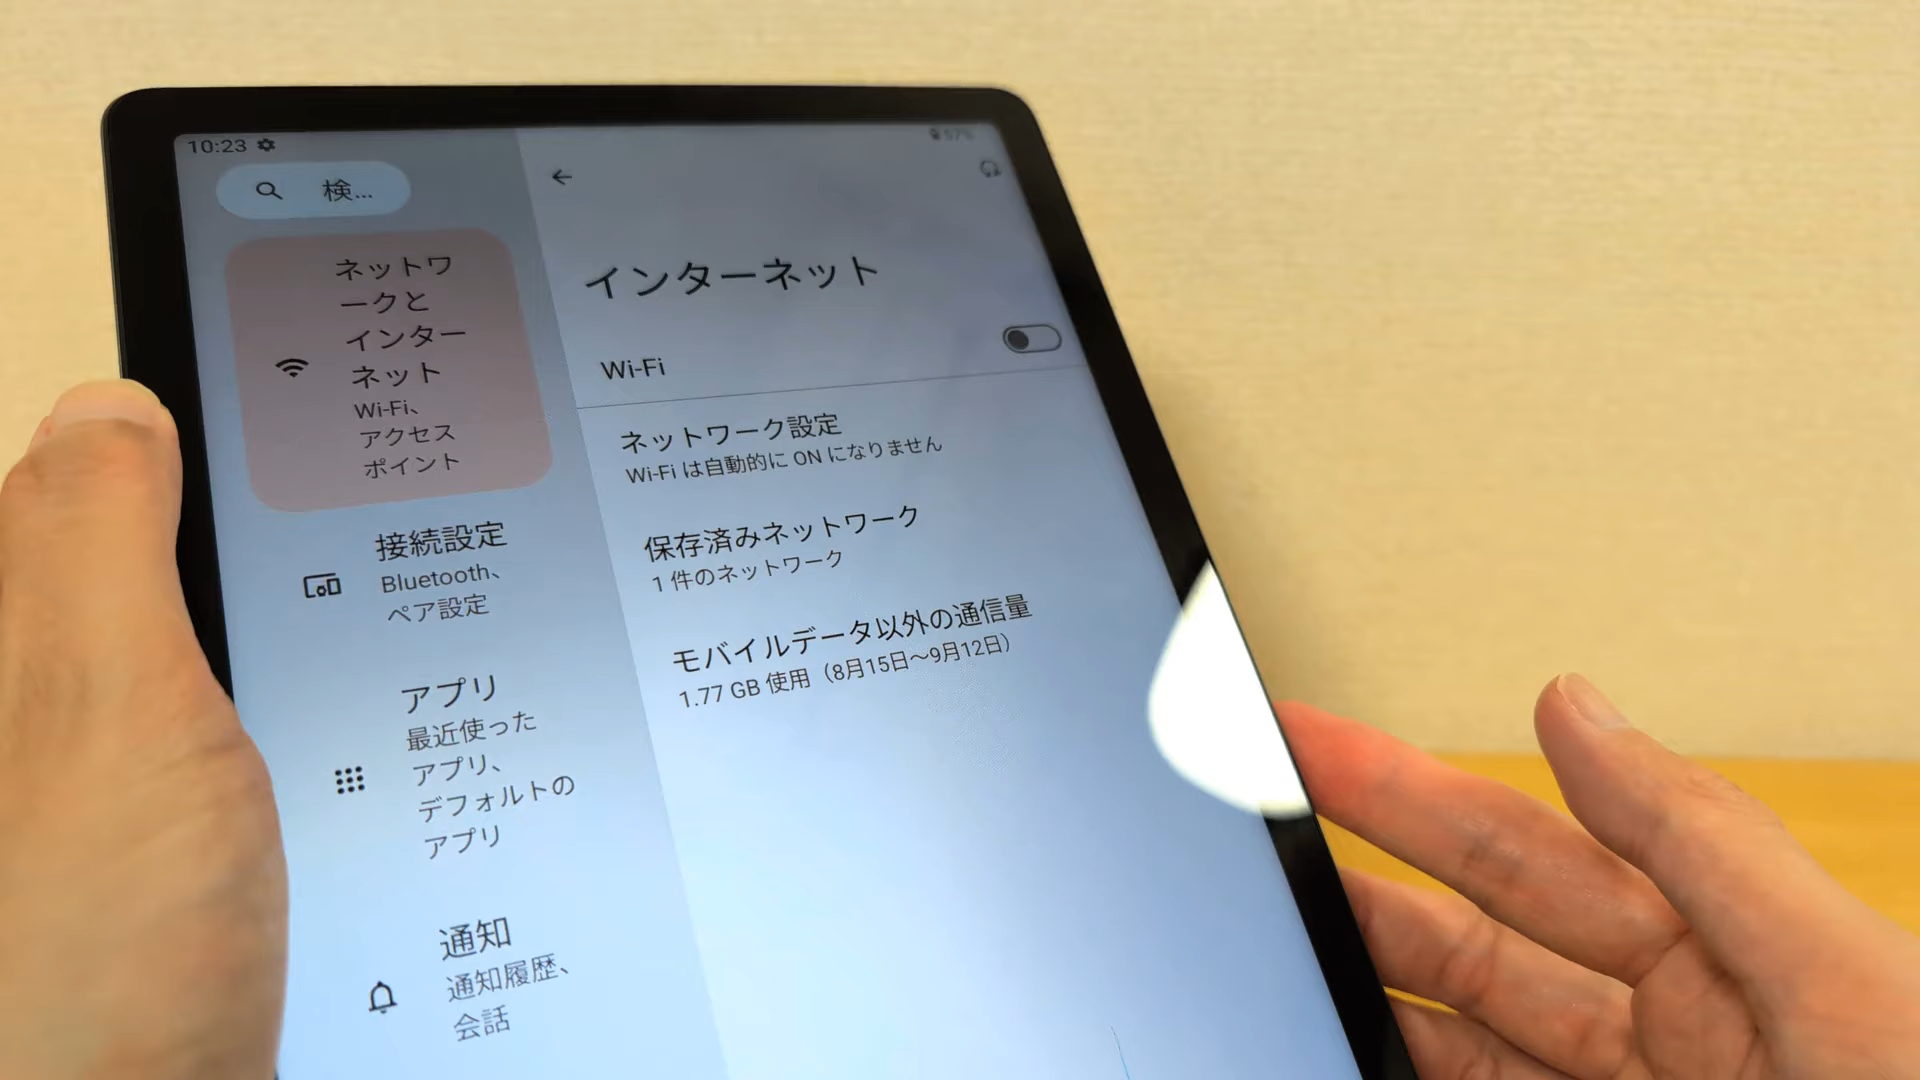 10:23
57%
検...
ネットワ
ークと
インター
ネット
Wi-Fi、
アクセス
ポイント
接続設定
Bluetooth、
ペア設定
アプリ
最近使った
アプリ、
デフォルトの
アプリ
通知
通知履歴、
会話
インターネット
Wi-Fi
ネットワーク設定
Wi-Fi は自動的に ON になりません
保存済みネットワーク
1 件のネットワーク
モバイルデータ以外の通信量
1.77 GB 使用（8月15日～9月12日）